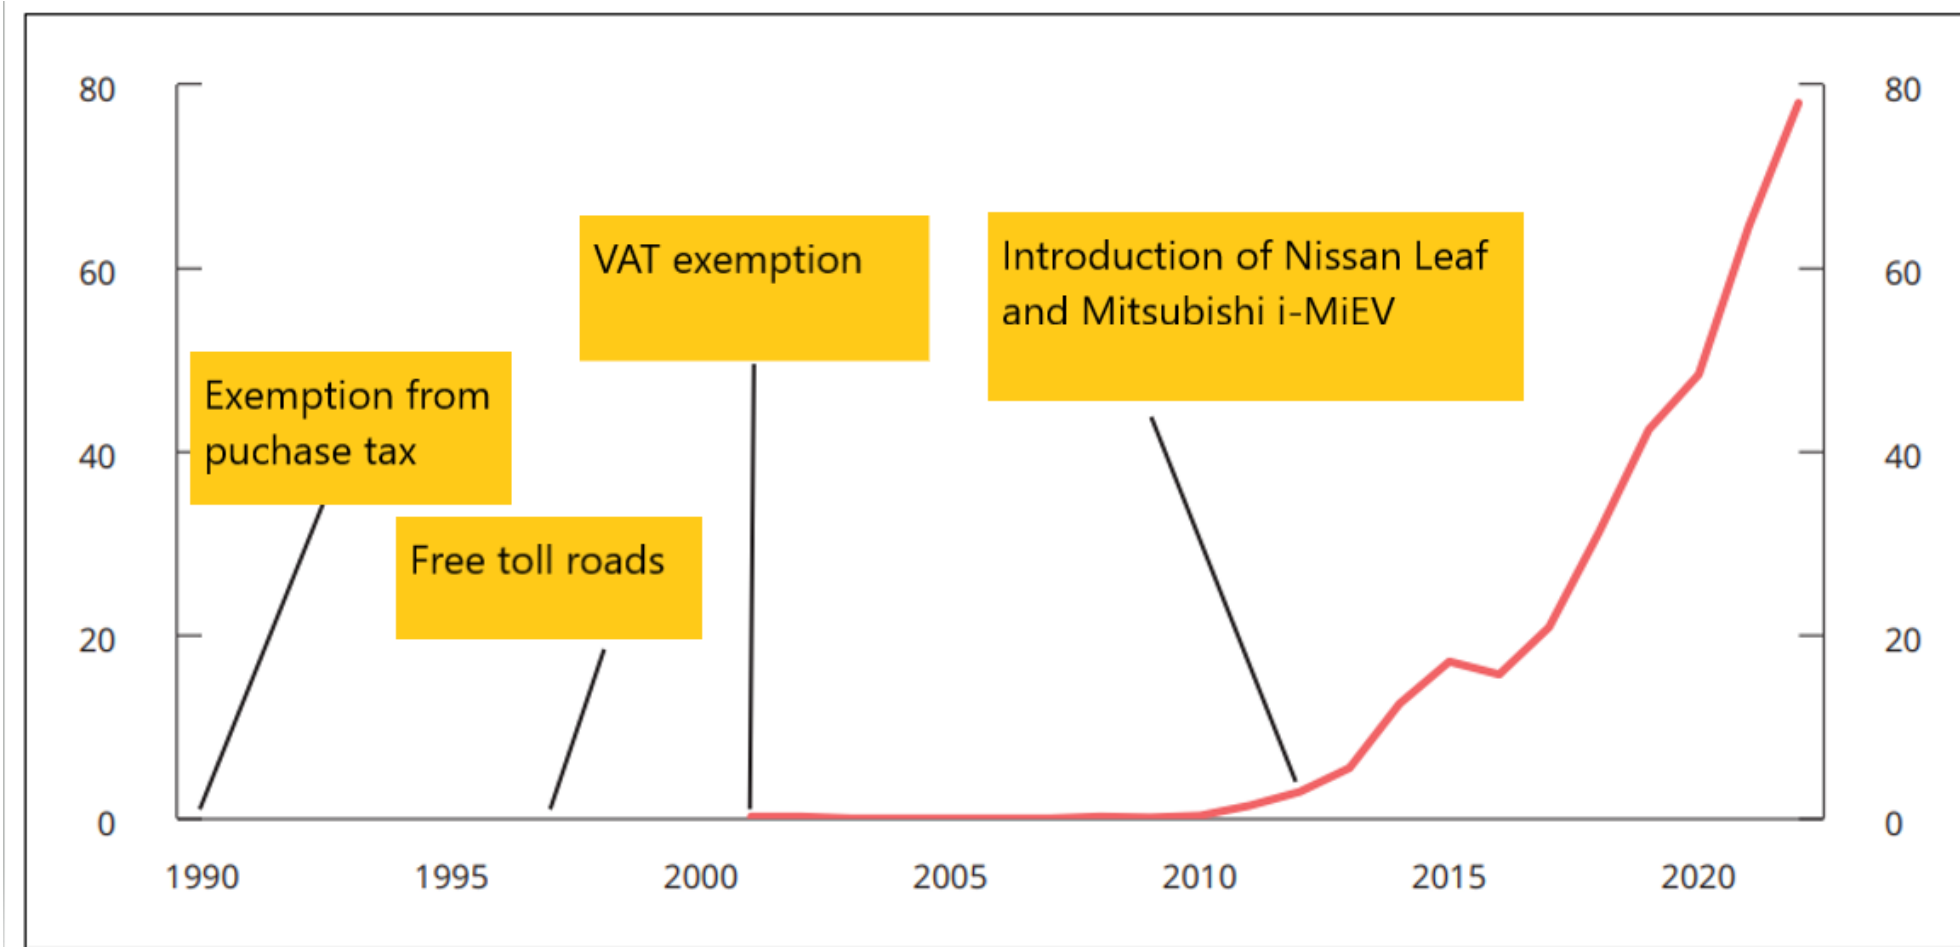 80
80
VAT exemption
Introduction of Nissan Leaf
and Mitsubishi i-MiEV
60
60
Exemption from
puchase tax
40
40
Free toll roads
20
20
0
0
1990 1995 2000 2005 2010 2015 2020